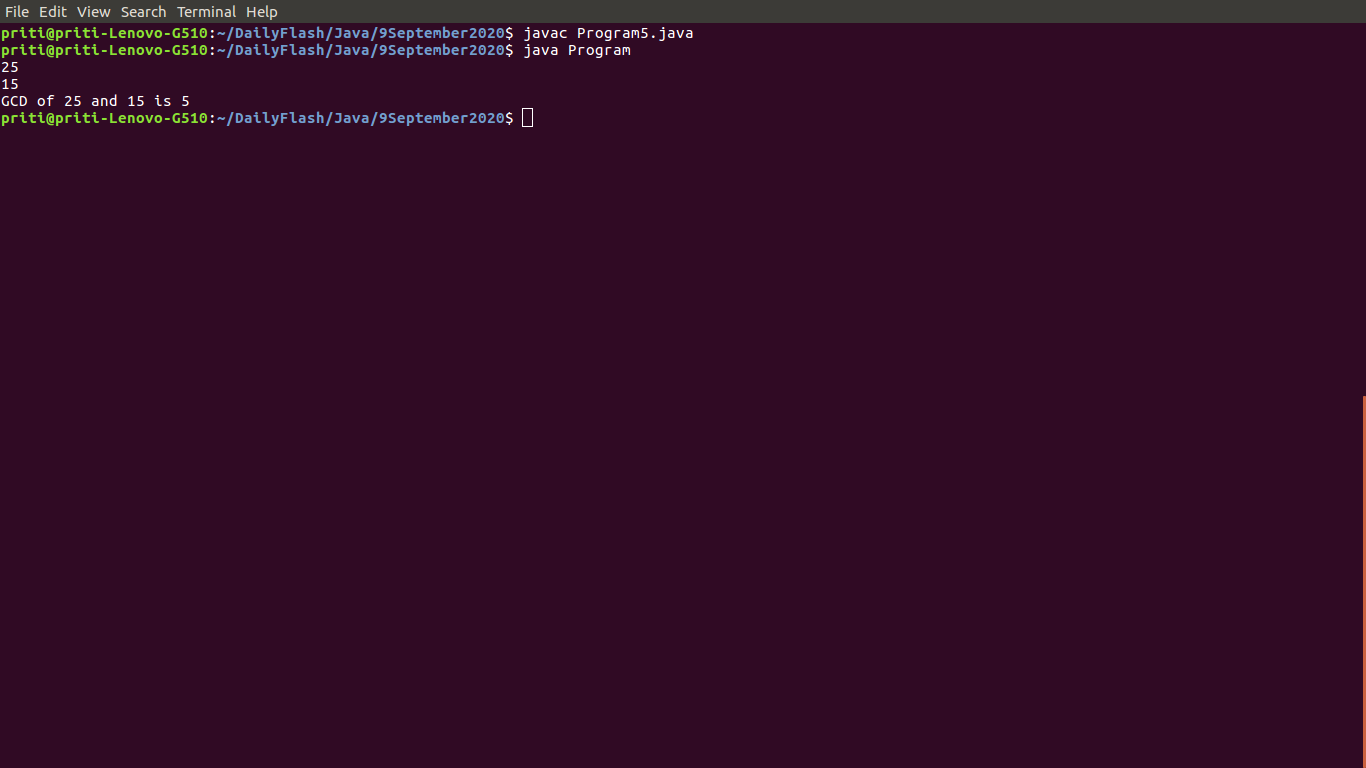 File Edit View Search Terminal Help
priti@priti-Lenovo-G510:~/DailyFlash/Java/9September2020$ javac Program5.java
priti@priti-Lenovo-G510:~/DailyFlash/Java/9September2020$ java Program
25
15
GCD of 25 and 15 is 5
priti@priti-Lenovo-G510:~/DailyFlash/Java/9September2020$